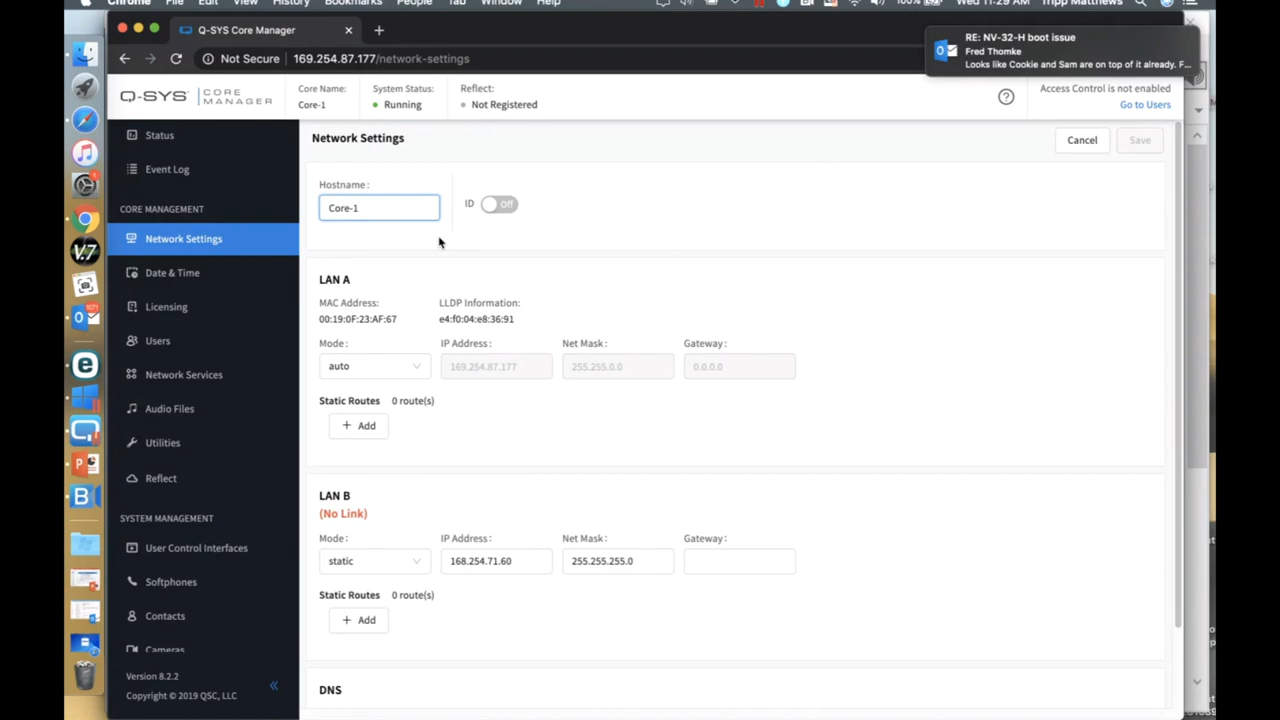 Chrome File Edit View History Bookmarks People Tab Window Help 100% Wed 11:29 AM Tripp Matthews
Q-SYS Core Manager
Not Secure 169.254.87.177/network-settings
RE: NV-32-H boot issue
Fred Thomke
Looks like Cookie and Sam are on top of it already. F...
Q-SYS CORE MANAGER
Core Name:
Core-1
System Status:
Running
Reflect:
Not Registered
Access Control is not enabled
Go to Users
Status
Event Log
CORE MANAGEMENT
Network Settings
Date & Time
Licensing
Users
Network Services
Audio Files
Utilities
Reflect
SYSTEM MANAGEMENT
User Control Interfaces
Softphones
Contacts
Cameras
Version 8.2.2
Copyright © 2019 QSC, LLC
Network Settings
Cancel Save
Hostname:
Core-1
ID Off
LAN A
MAC Address: LLDP Information:
00:19:0F:23:AF:67 e4:f0:04:e8:36:91
Mode: IP Address: Net Mask: Gateway:
auto 169.254.87.177 255.255.0.0 0.0.0.0
Static Routes 0 route(s)
+ Add
LAN B
(No Link)
Mode: IP Address: Net Mask: Gateway:
static 168.254.71.60 255.255.255.0
Static Routes 0 route(s)
+ Add
DNS
V.7